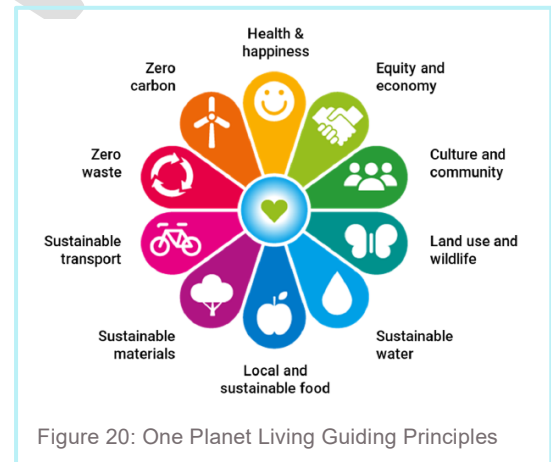 Health &
happiness
Equity and
economy
Culture and
community
Land use and
wildlife
Sustainable
water
Local and
sustainable food
Sustainable
materials
Sustainable
transport
Zero
waste
Zero
carbon
Figure 20: One Planet Living Guiding Principles